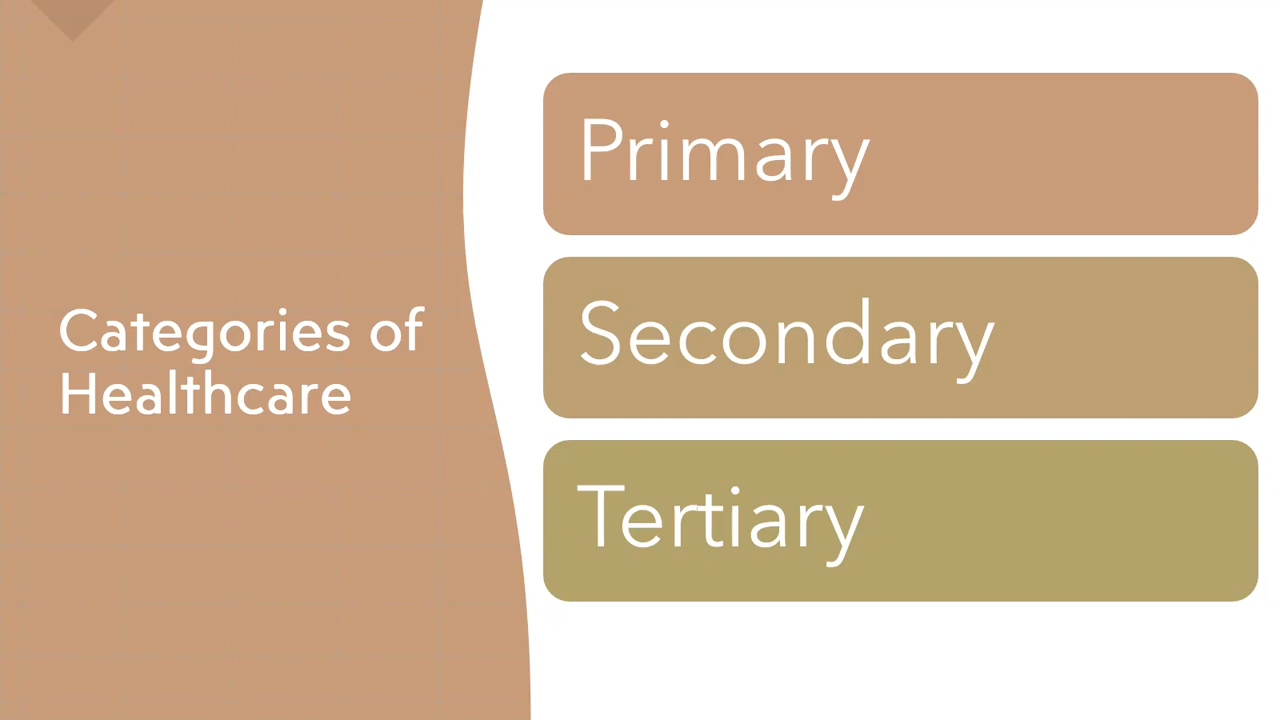 Categories of
Healthcare
Primary
Secondary
Tertiary